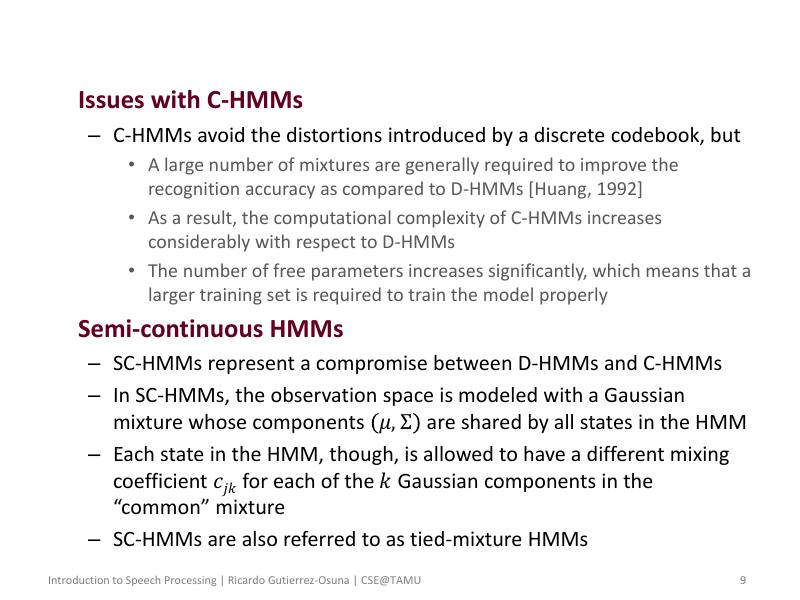 Issues with C-HMMs
– C-HMMs avoid the distortions introduced by a discrete codebook, but
• A large number of mixtures are generally required to improve the
recognition accuracy as compared to D-HMMs [Huang, 1992]
• As a result, the computational complexity of C-HMMs increases
considerably with respect to D-HMMs
• The number of free parameters increases significantly, which means that a
larger training set is required to train the model properly
Semi-continuous HMMs
– SC-HMMs represent a compromise between D-HMMs and C-HMMs
– In SC-HMMs, the observation space is modeled with a Gaussian
mixture whose components (𝜇, Σ) are shared by all states in the HMM
– Each state in the HMM, though, is allowed to have a different mixing
coefficient 𝑐𝑗𝑘 for each of the 𝑘 Gaussian components in the
“common” mixture
– SC-HMMs are also referred to as tied-mixture HMMs
Introduction to Speech Processing | Ricardo Gutierrez-Osuna | CSE@TAMU 9